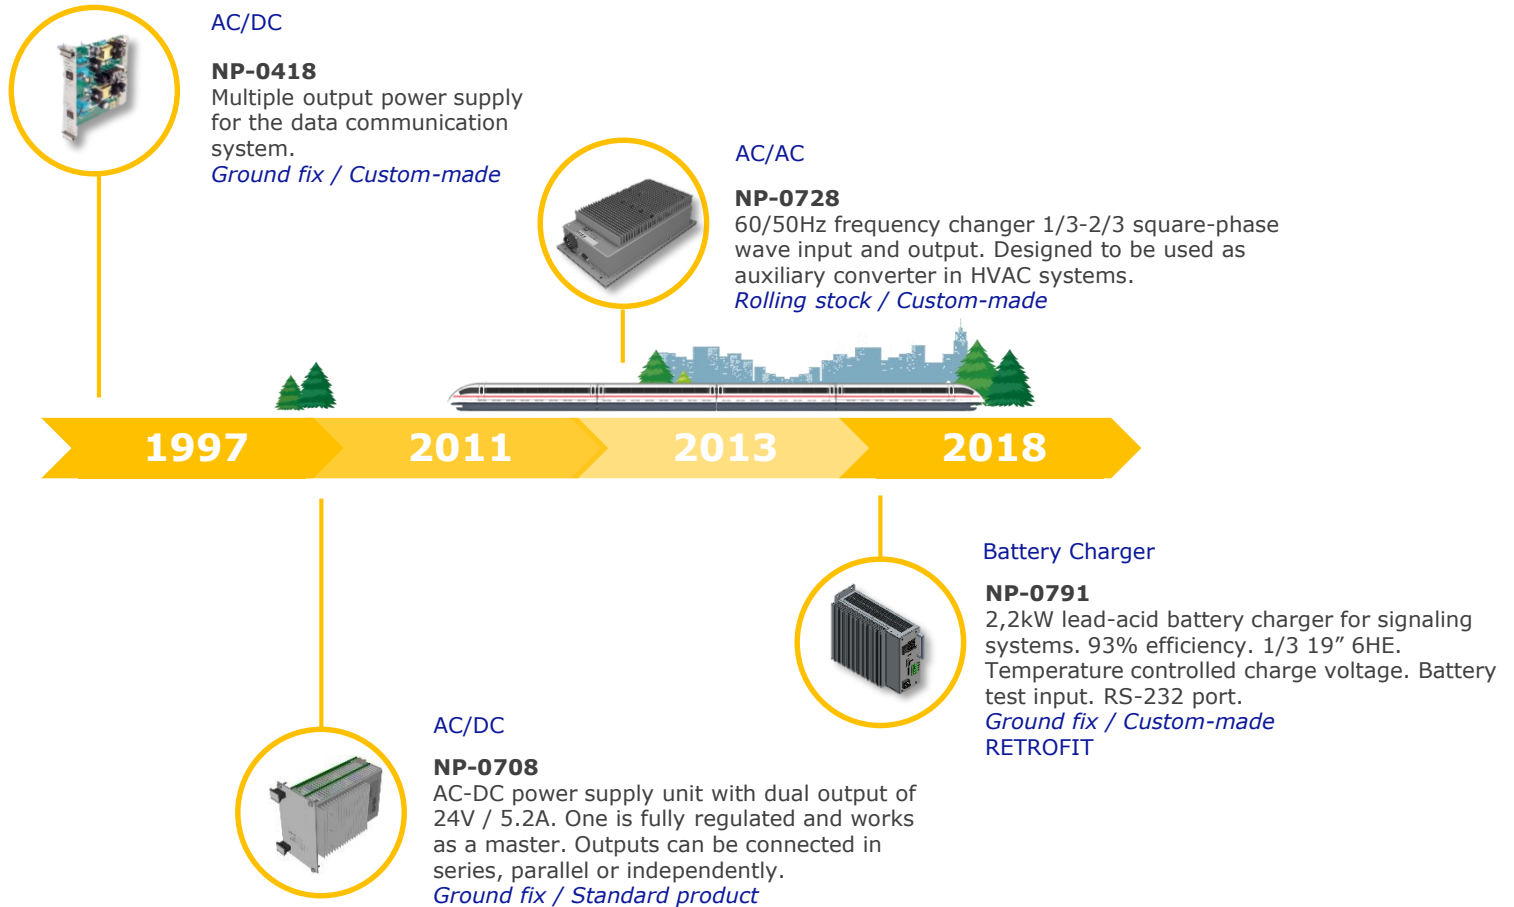 AC/DC
NP-0418
Multiple output power supply
for the data communication
system.
Ground fix / Custom-made
AC/AC
NP-0728
60/50Hz frequency changer 1/3-2/3 square-phase
wave input and output. Designed to be used as
auxiliary converter in HVAC systems.
Rolling stock / Custom-made
1997
2011
2013
2018
Battery Charger
NP-0791
2,2kW lead-acid battery charger for signaling
systems. 93% efficiency. 1/3 19” 6HE.
Temperature controlled charge voltage. Battery
test input. RS-232 port.
Ground fix / Custom-made
RETROFIT
AC/DC
NP-0708
AC-DC power supply unit with dual output of
24V / 5.2A. One is fully regulated and works
as a master. Outputs can be connected in
series, parallel or independently.
Ground fix / Standard product